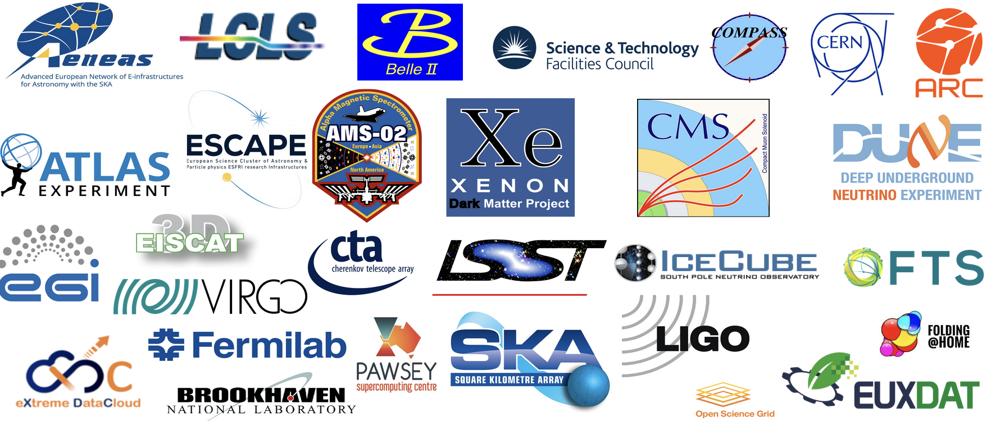 Aeneas
Advanced European Network of E-infrastructures
for Astronomy with the SKA
LCLS
B
Belle II
Science & Technology
Facilities Council
COMPASS
CERN
ARC
ATLAS
EXPERIMENT
ESCAPE
European Science Cluster of Astronomy &
Particle physics ESFRI research Infrastructures
Alpha Magnetic Spectrometer
AMS-02
Europe • Asia
North America
Xe
XENON
Dark Matter Project
CMS
Compact Muon Solenoid
DUNE
DEEP UNDERGROUND
NEUTRINO EXPERIMENT
egi
3D
EISCAT
VIRGO
cta
cherenkov telescope array
LSST
ICECUBE
SOUTH POLE NEUTRINO OBSERVATORY
FTS
eXtreme DataCloud
Fermilab
BROOKHAVEN
NATIONAL LABORATORY
PAWSEY
supercomputing centre
SKA
SQUARE KILOMETRE ARRAY
LIGO
FOLDING
@HOME
Open Science Grid
EUXDAT